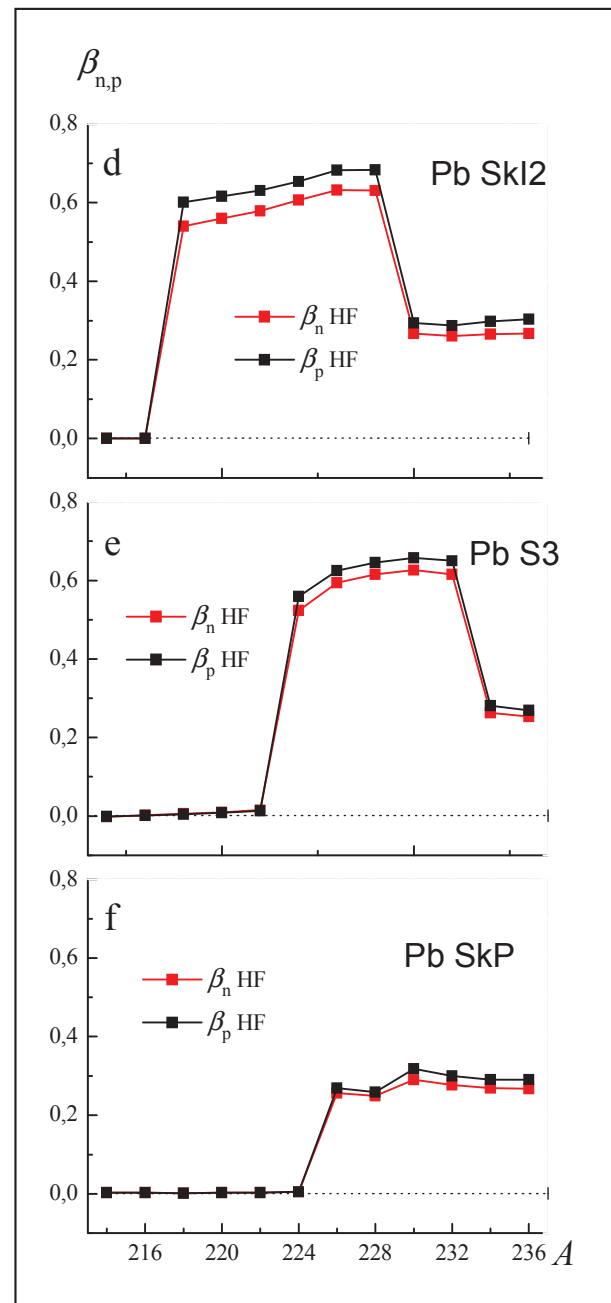 βn,p
0,8
d
Pb SkI2
0,6
0,4
βn HF
βp HF
0,2
0,0
0,8
e
Pb S3
0,6
βn HF
0,4
βp HF
0,2
0,0
0,8
f
Pb SkP
0,6
βn HF
βp HF
0,4
0,2
0,0
216 220 224 228 232 236 A